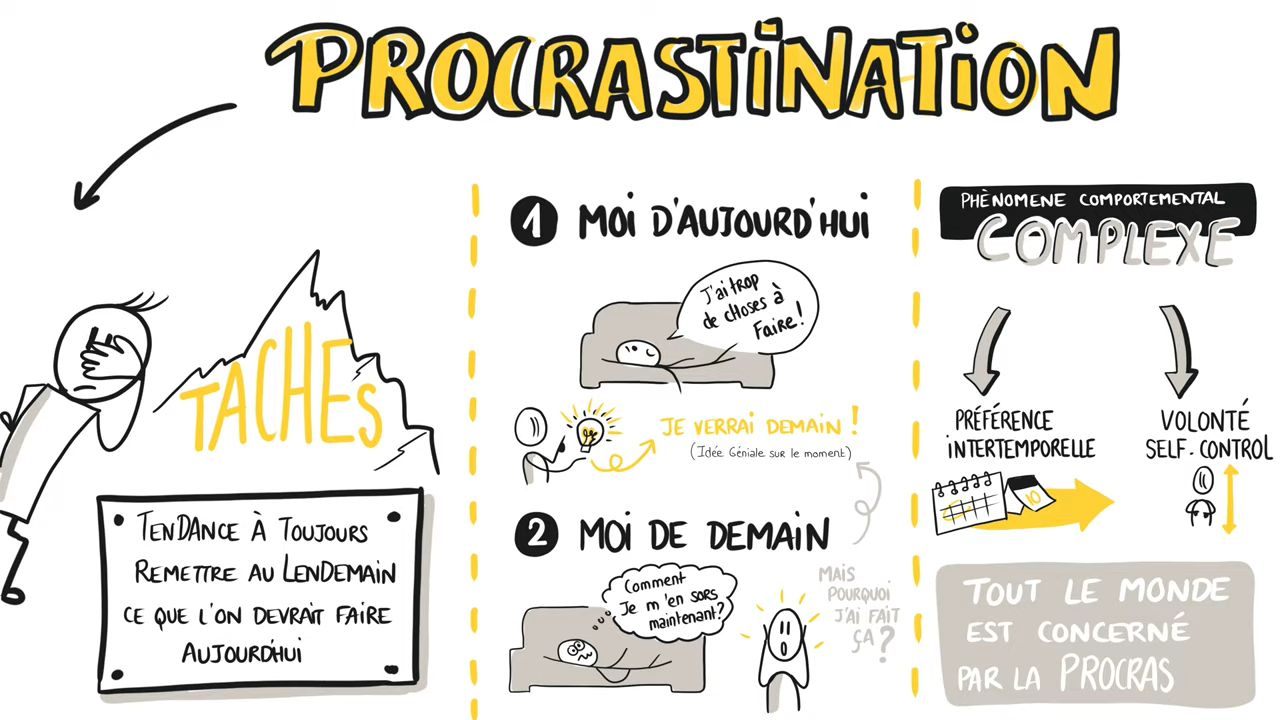 PROCRASTINATION
TACHES
TENDANCE À TOUJOURS
REMETTRE AU LENDEMAIN
CE QUE L'ON DEVRAIT FAIRE
AUJOURD'HUI
1 MOI D'AUJOURD'HUI
J'ai trop
de choses à
faire!
JE VERRAI DEMAIN !
(Idée Géniale sur le moment)
2 MOI DE DEMAIN
Comment
Je m'en sors
maintenant?
MAIS
POURQUOI
J'AI FAIT
ÇA?
PHÈNOMENE COMPORTEMENTAL
COMPLEXE
PRÉFÉRENCE
INTERTEMPORELLE
10
VOLONTÉ
SELF-CONTROL
TOUT LE MONDE
EST CONCERNÉ
PAR LA PROCRAS